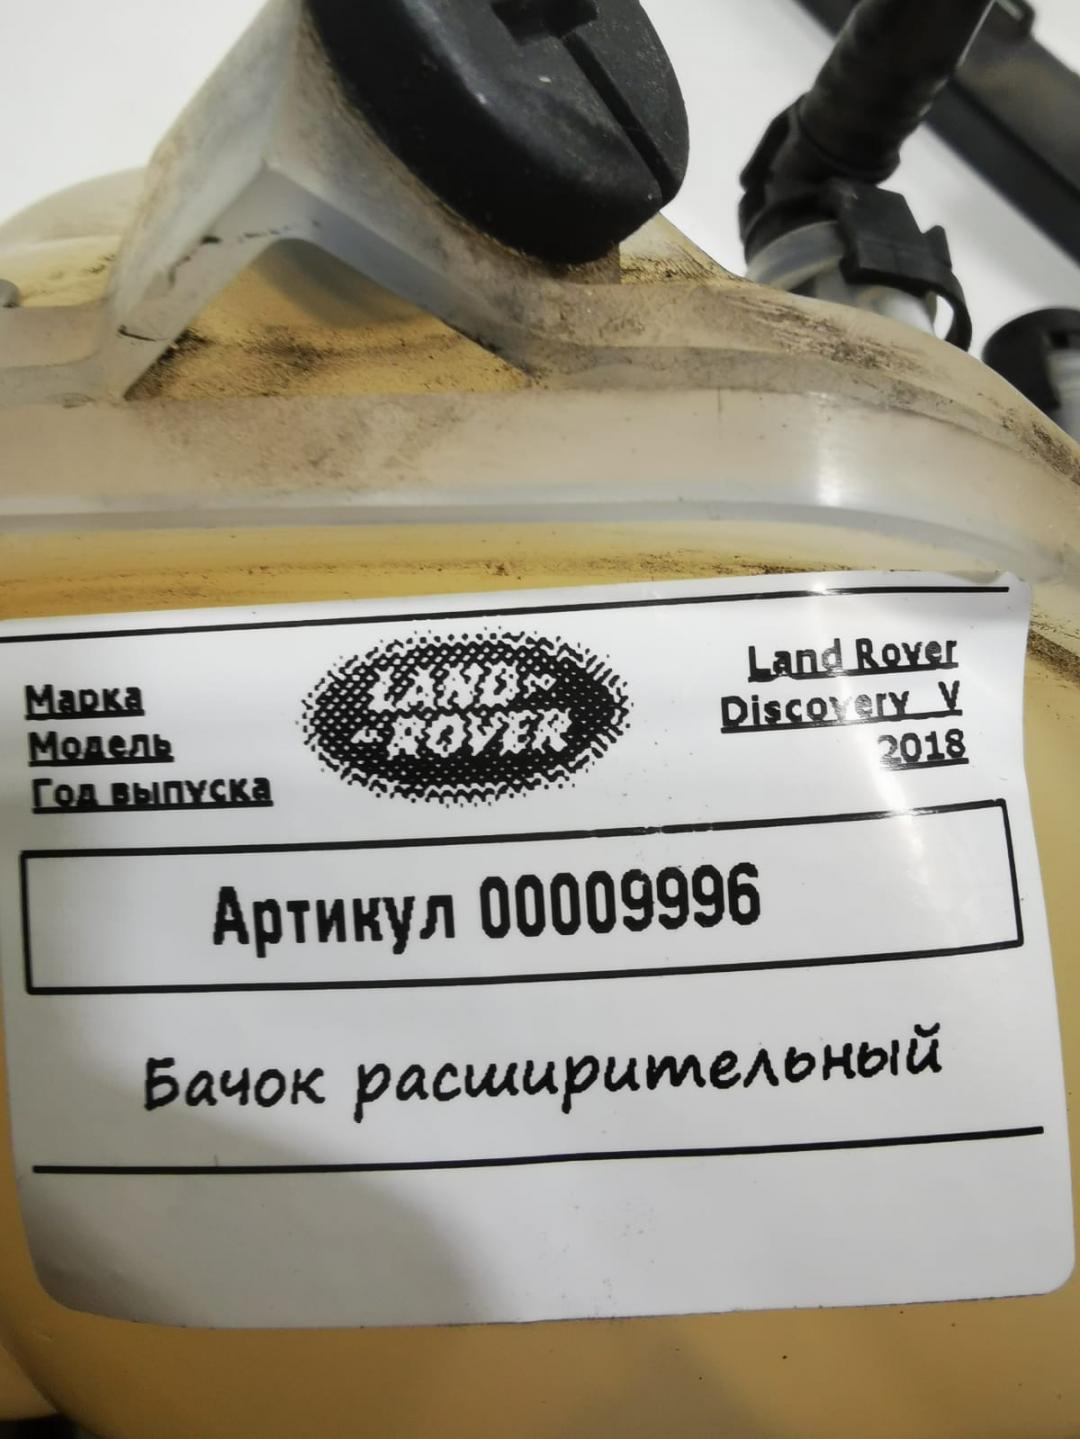 Марка
Модель
Год выпуска
LAND-
-ROVER
Land Rover
Discovery V
2018
Артикул 00009996
Бачок расширительный